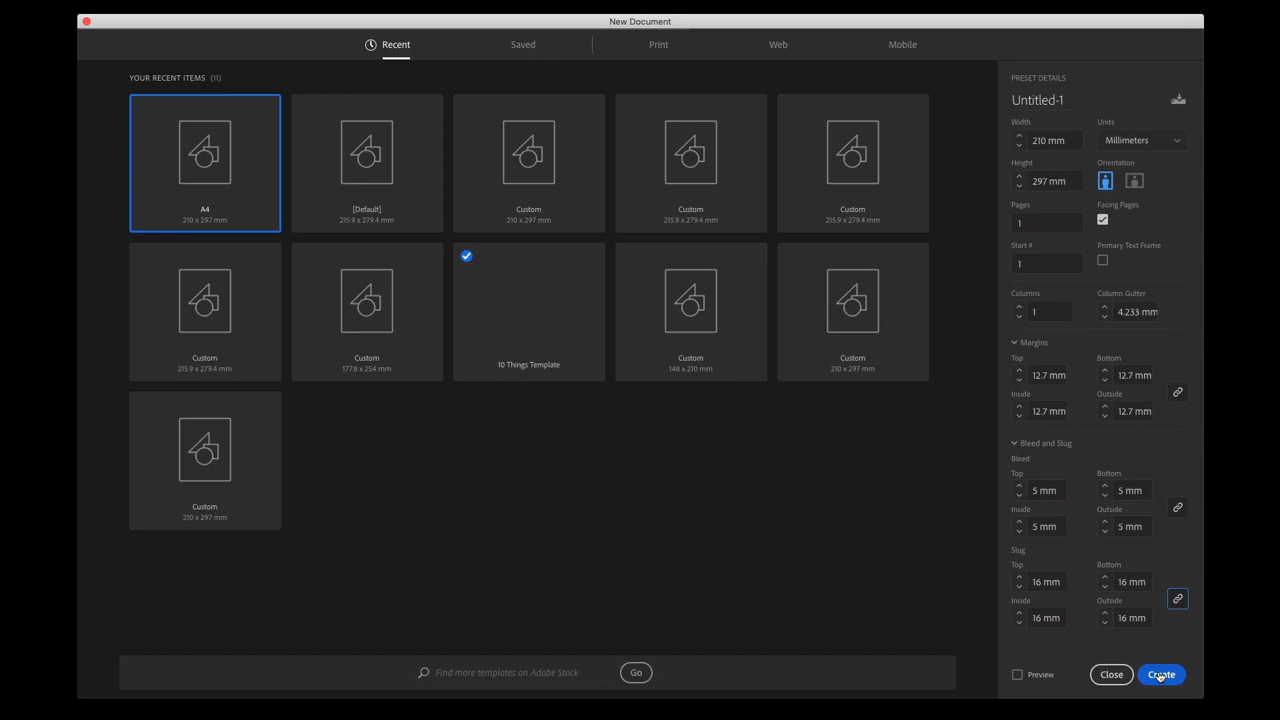 New Document
Recent Saved Print Web Mobile
YOUR RECENT ITEMS (11)
A4
210 x 297 mm
[Default]
215.9 x 279.4 mm
Custom
210 x 297 mm
Custom
215.9 x 279.4 mm
Custom
215.9 x 279.4 mm
Custom
215.9 x 279.4 mm
Custom
177.8 x 254 mm
10 Things Template
Custom
148 x 210 mm
Custom
210 x 297 mm
Custom
210 x 297 mm
Find more templates on Adobe Stock Go
PRESET DETAILS
Untitled-1
Width Units
210 mm Millimeters
Height Orientation
297 mm
Pages Facing Pages
1
Start # Primary Text Frame
1
Columns Column Gutter
1 4.233 mm
Margins
Top Bottom
12.7 mm 12.7 mm
Inside Outside
12.7 mm 12.7 mm
Bleed and Slug
Bleed
Top Bottom
5 mm 5 mm
Inside Outside
5 mm 5 mm
Slug
Top Bottom
16 mm 16 mm
Inside Outside
16 mm 16 mm
Preview Close Create